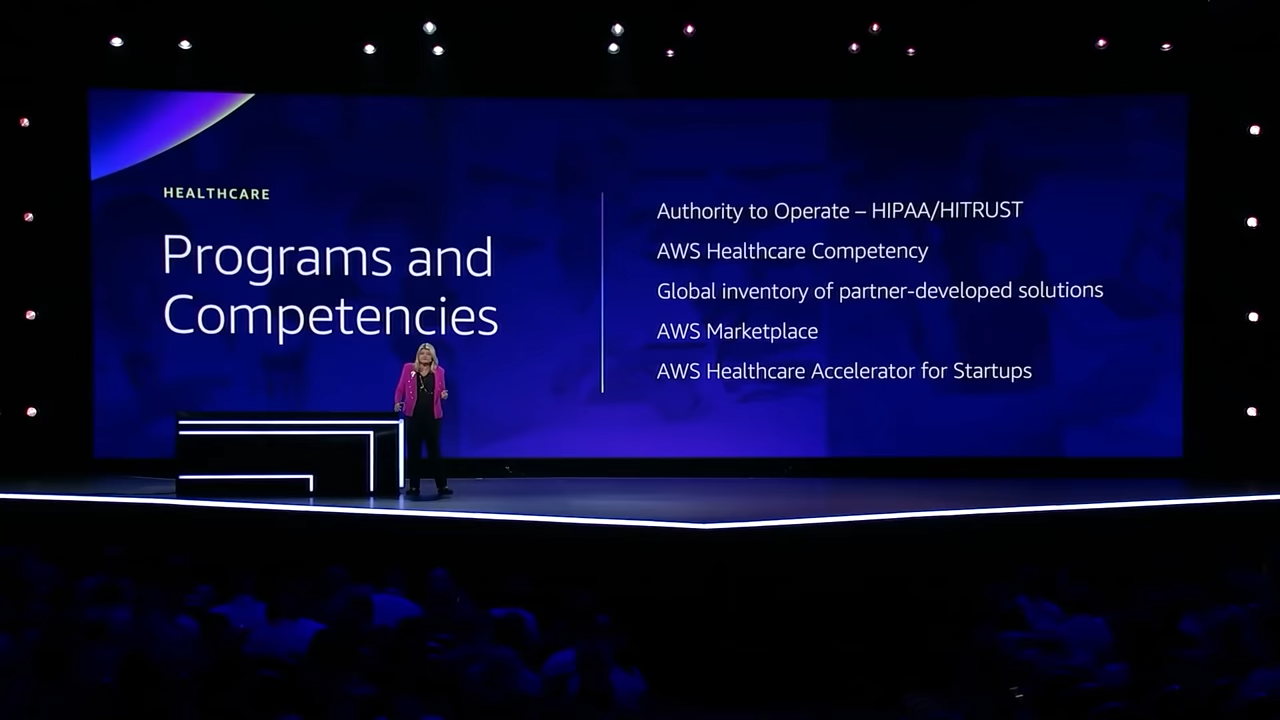 HEALTHCARE
Programs and
Competencies
Authority to Operate – HIPAA/HITRUST
AWS Healthcare Competency
Global inventory of partner-developed solutions
AWS Marketplace
AWS Healthcare Accelerator for Startups